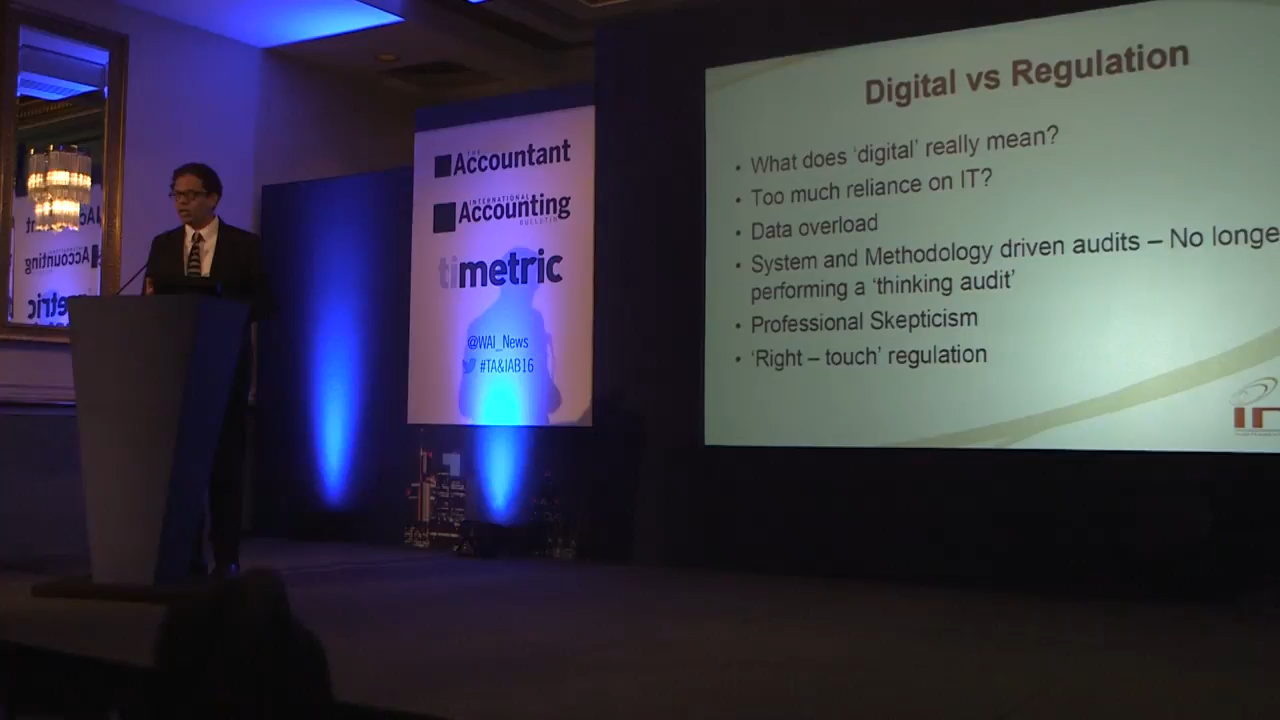 THE
Accountant
INTERNATIONAL
Accounting
BULLETIN
timetric
@WAI_News
#TA&IAB16
Digital vs Regulation
• What does 'digital' really mean?
• Too much reliance on IT?
• Data overload
• System and Methodology driven audits – No longe
performing a 'thinking audit'
• Professional Skepticism
• 'Right – touch' regulation